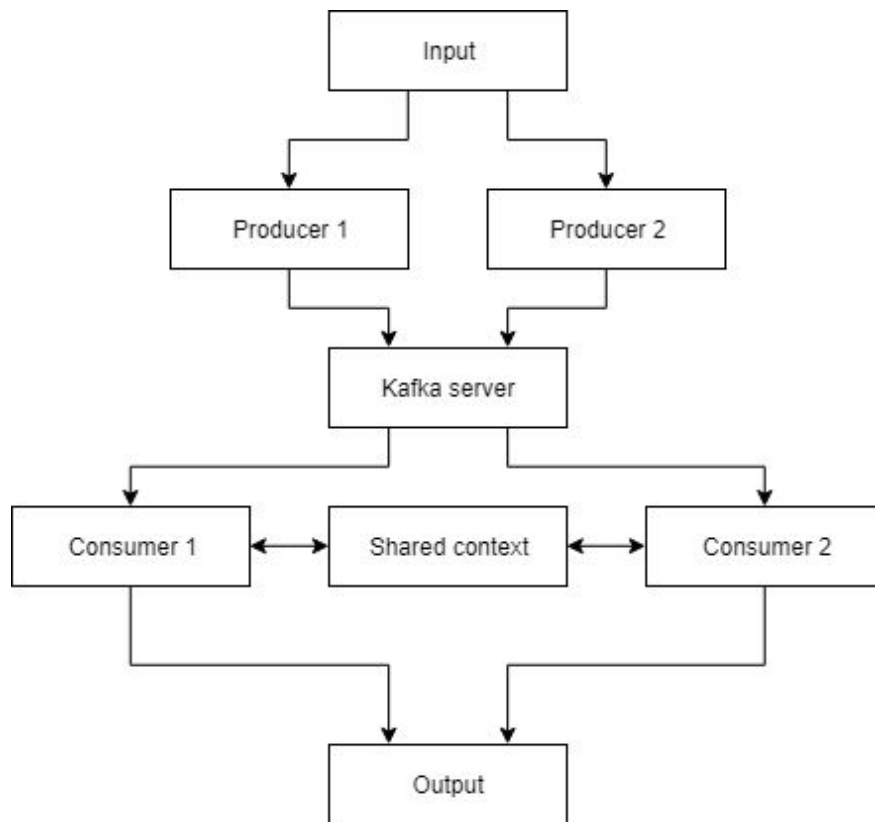 Input
Producer 1
Producer 2
Kafka server
Consumer 1
Shared context
Consumer 2
Output